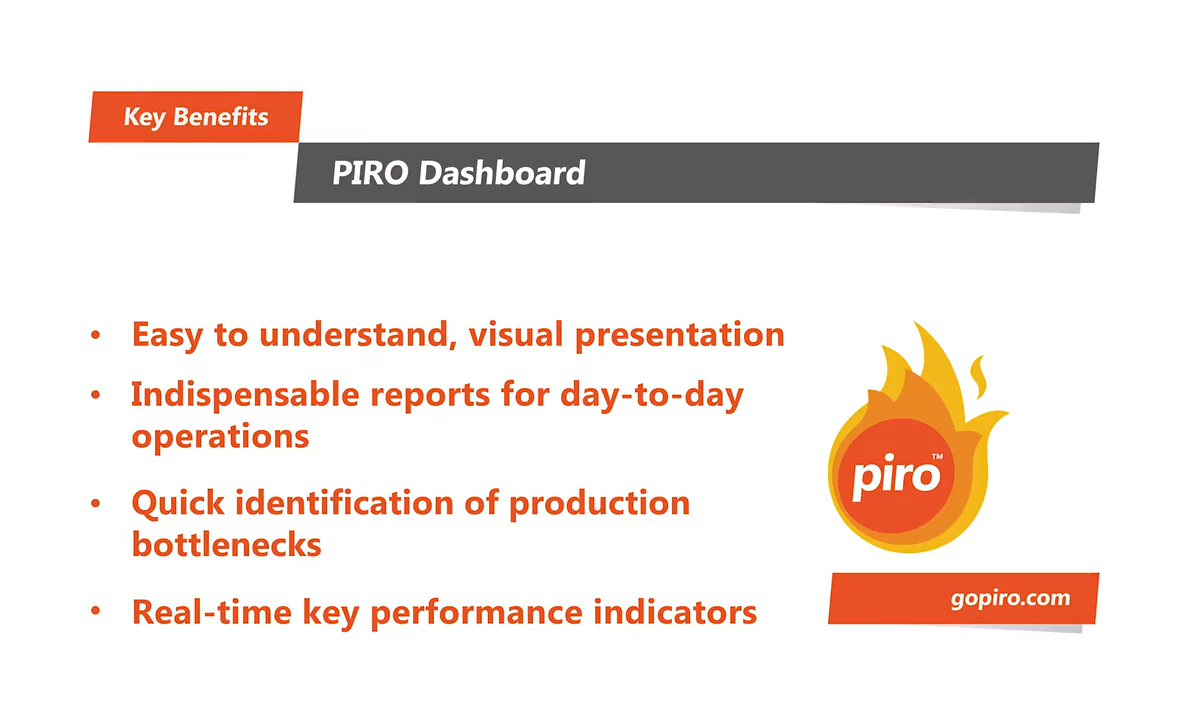 Key Benefits
PIRO Dashboard
• Easy to understand, visual presentation
• Indispensable reports for day-to-day
operations
• Quick identification of production
bottlenecks
• Real-time key performance indicators
piro™
gopiro.com